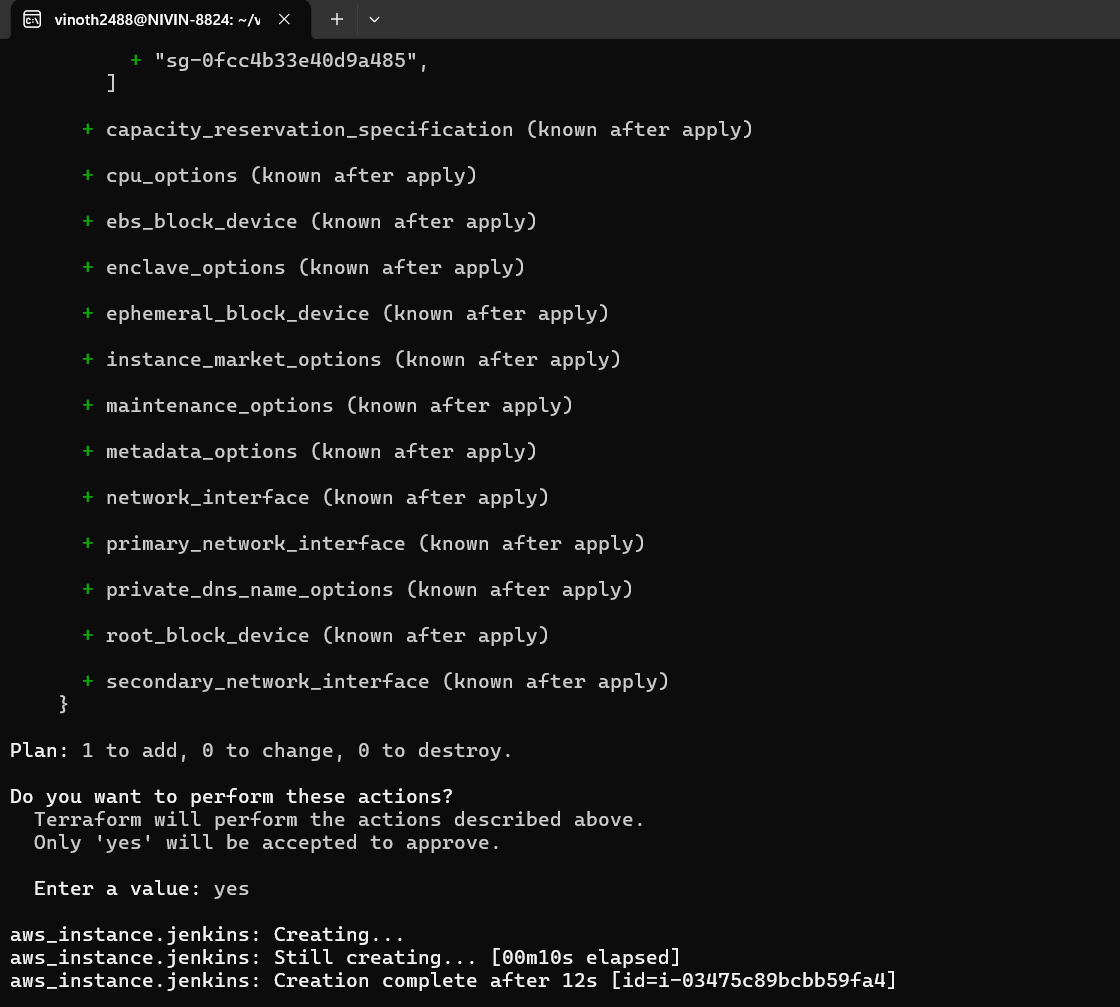 vinoth2488@NIVIN-8824: ~/v
+ "sg-0fcc4b33e40d9a485",
]
+ capacity_reservation_specification (known after apply)
+ cpu_options (known after apply)
+ ebs_block_device (known after apply)
+ enclave_options (known after apply)
+ ephemeral_block_device (known after apply)
+ instance_market_options (known after apply)
+ maintenance_options (known after apply)
+ metadata_options (known after apply)
+ network_interface (known after apply)
+ primary_network_interface (known after apply)
+ private_dns_name_options (known after apply)
+ root_block_device (known after apply)
+ secondary_network_interface (known after apply)
}
Plan: 1 to add, 0 to change, 0 to destroy.
Do you want to perform these actions?
Terraform will perform the actions described above.
Only 'yes' will be accepted to approve.
Enter a value: yes
aws_instance.jenkins: Creating...
aws_instance.jenkins: Still creating... [00m10s elapsed]
aws_instance.jenkins: Creation complete after 12s [id=i-03475c89bcbb59fa4]